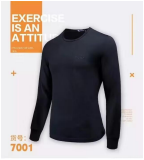 EXERCISE
IS AN
ATTITU
货号:
7001